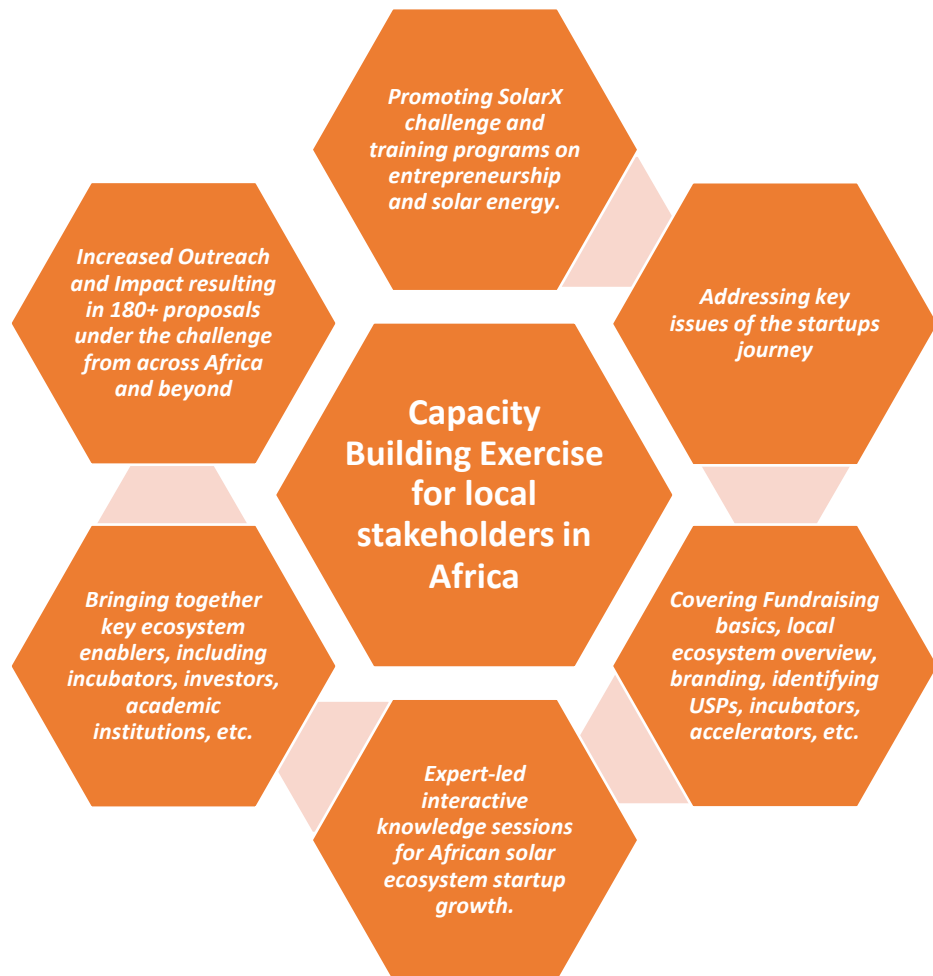 Promoting SolarX
challenge and
training programs on
entrepreneurship
and solar energy.
Increased Outreach
and Impact resulting
in 180+ proposals
under the challenge
from across Africa
and beyond
Addressing key
issues of the startups
journey
Capacity
Building Exercise
for local
stakeholders in
Africa
Bringing together
key ecosystem
enablers, including
incubators, investors,
academic
institutions, etc.
Covering Fundraising
basics, local
ecosystem overview,
branding, identifying
USPs, incubators,
accelerators, etc.
Expert-led
interactive
knowledge sessions
for African solar
ecosystem startup
growth.